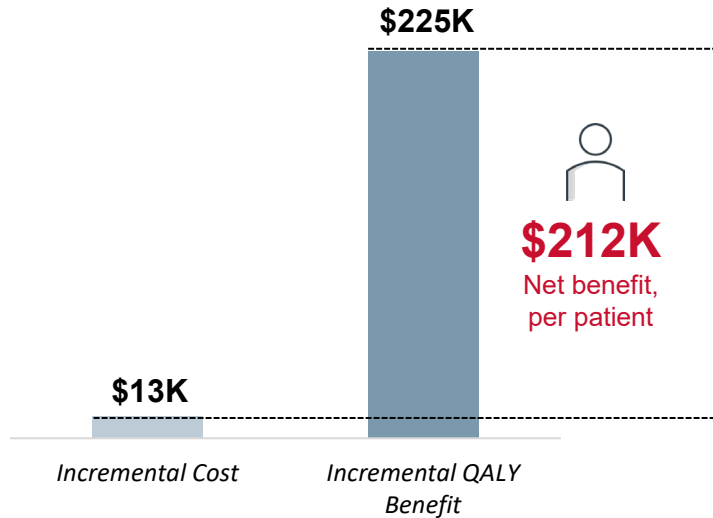 $225K
$212K
Net benefit,
per patient
$13K
Incremental Cost
Incremental QALY
Benefit